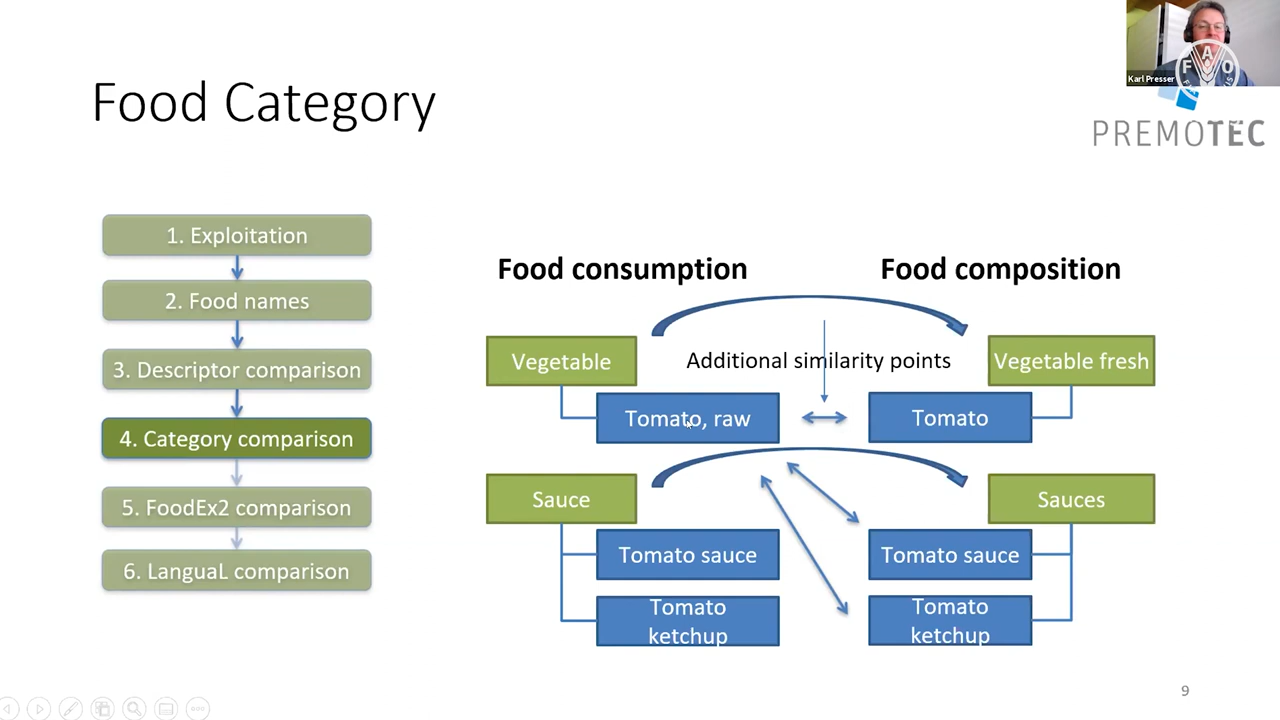 Food Category
Karl Presser
FAO
PREMOTEC
1. Exploitation
2. Food names
3. Descriptor comparison
4. Category comparison
5. FoodEx2 comparison
6. LanguaL comparison
Food consumption
Food composition
Vegetable
Additional similarity points
Vegetable fresh
Tomato, raw
Tomato
Sauce
Sauces
Tomato sauce
Tomato sauce
Tomato
ketchup
Tomato
ketchup
9